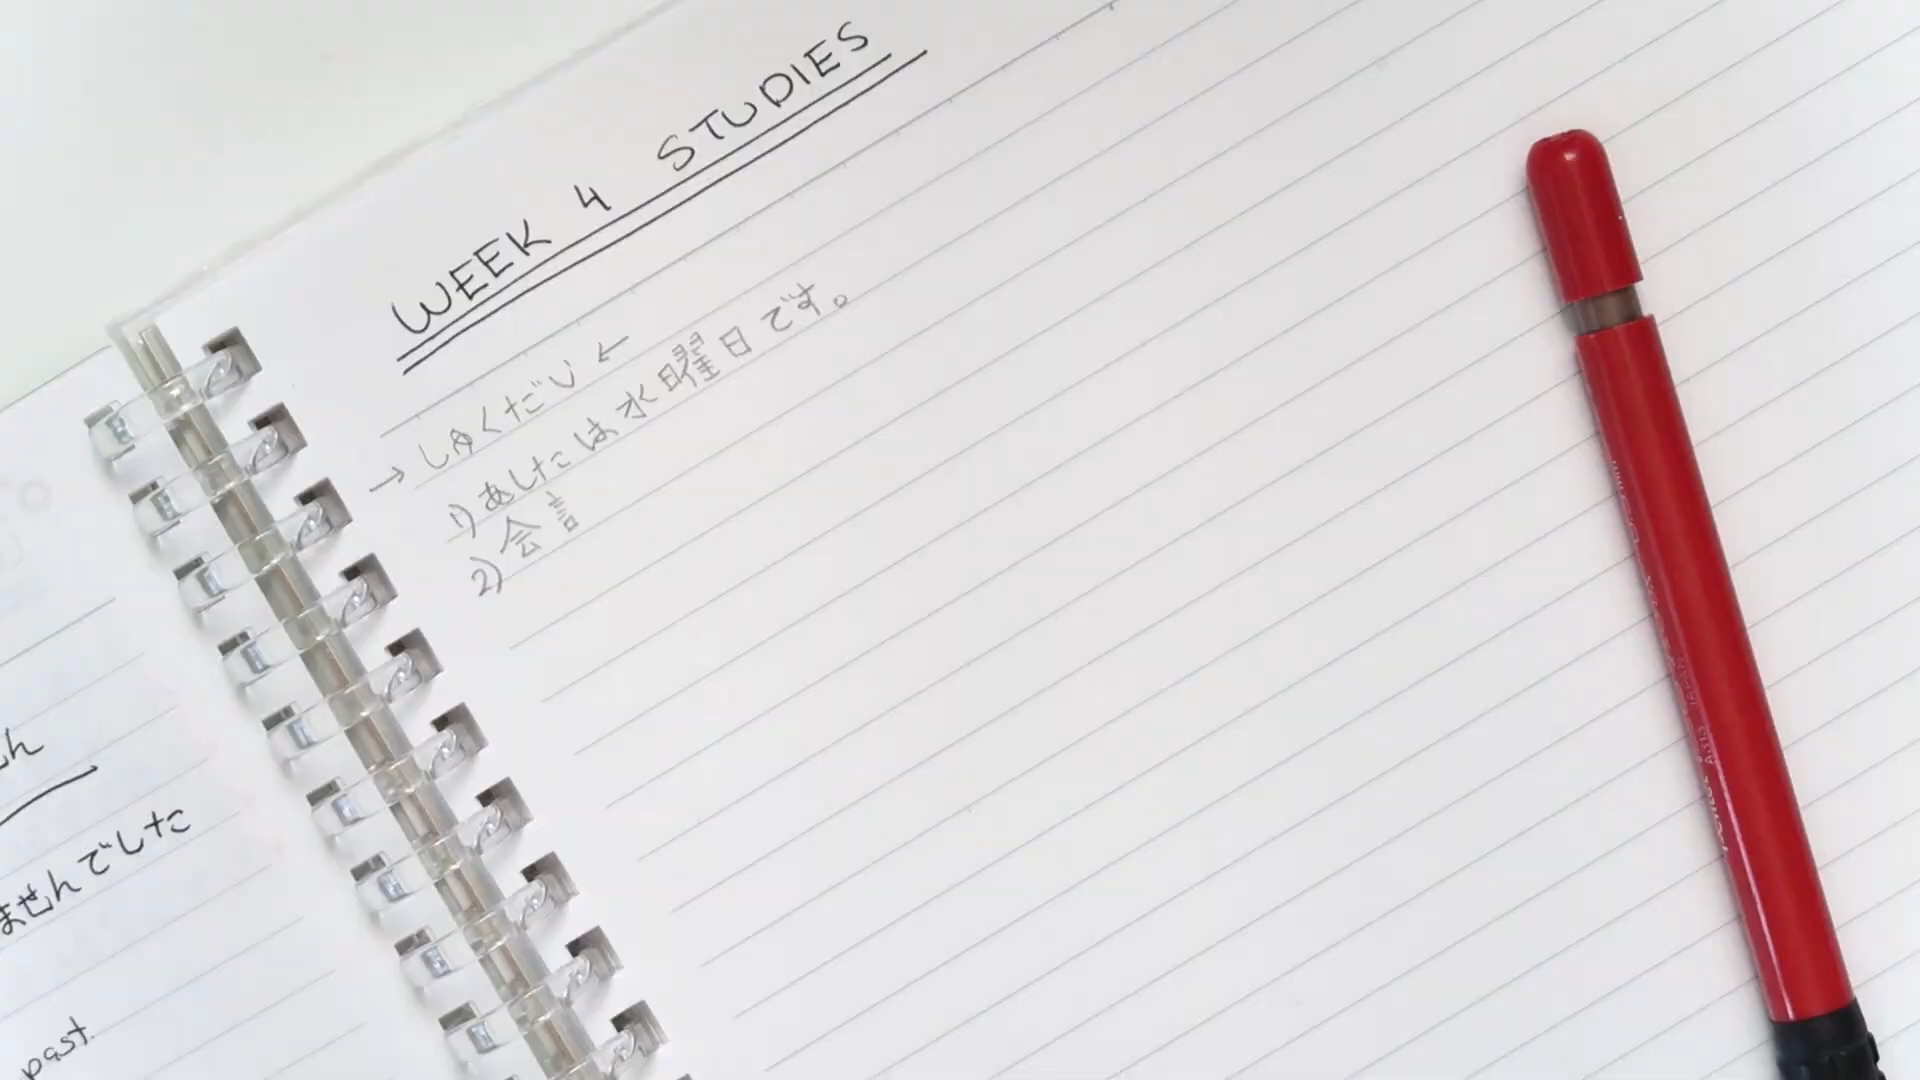 WEEK 4 STUDIES
→ しゅくだい ←
1) あしたは水曜日です。
2) 会言
ませんでした
past.